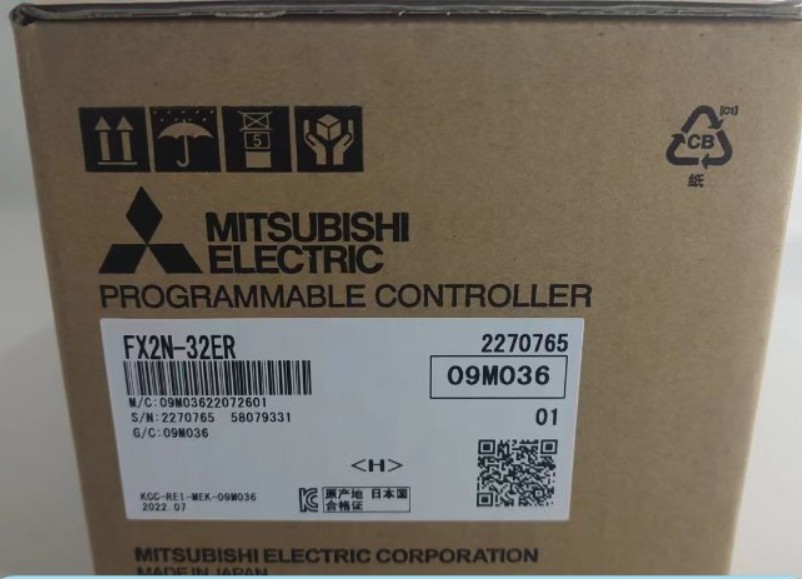 5
[C1]
CB
纸
MITSUBISHI
ELECTRIC
PROGRAMMABLE CONTROLLER
FX2N-32ER
2270765
09M036
M/C:09M03622072601
S/N:2270765 58079331
G/C:09M036
01
<H>
KCC-REI-MEK-09M036
2022.07
原产地 日本国
合格证
MITSUBISHI ELECTRIC CORPORATION
MADE IN JAPAN